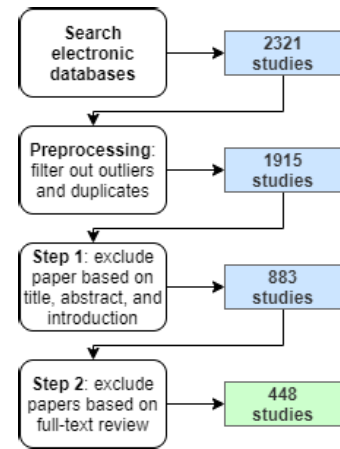 Search
electronic
databases
2321
studies
Preprocessing:
filter out outliers
and duplicates
1915
studies
Step 1: exclude
paper based on
title, abstract, and
introduction
883
studies
Step 2: exclude
papers based on
full-text review
448
studies